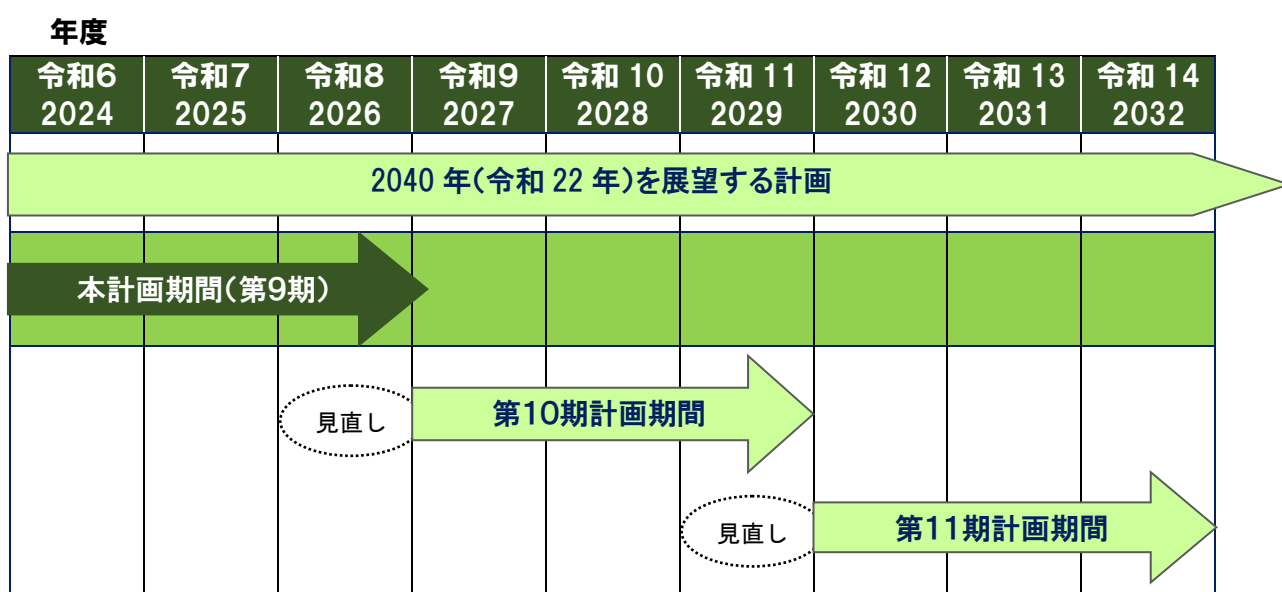 年度
令和6 令和7 令和8 令和9 令和 10 令和 11 令和 12 令和 13 令和 14
2024 2025 2026 2027 2028 2029 2030 2031 2032
2040 年(令和 22 年)を展望する計画
本計画期間(第9期)
見直し 第10期計画期間
見直し 第11期計画期間